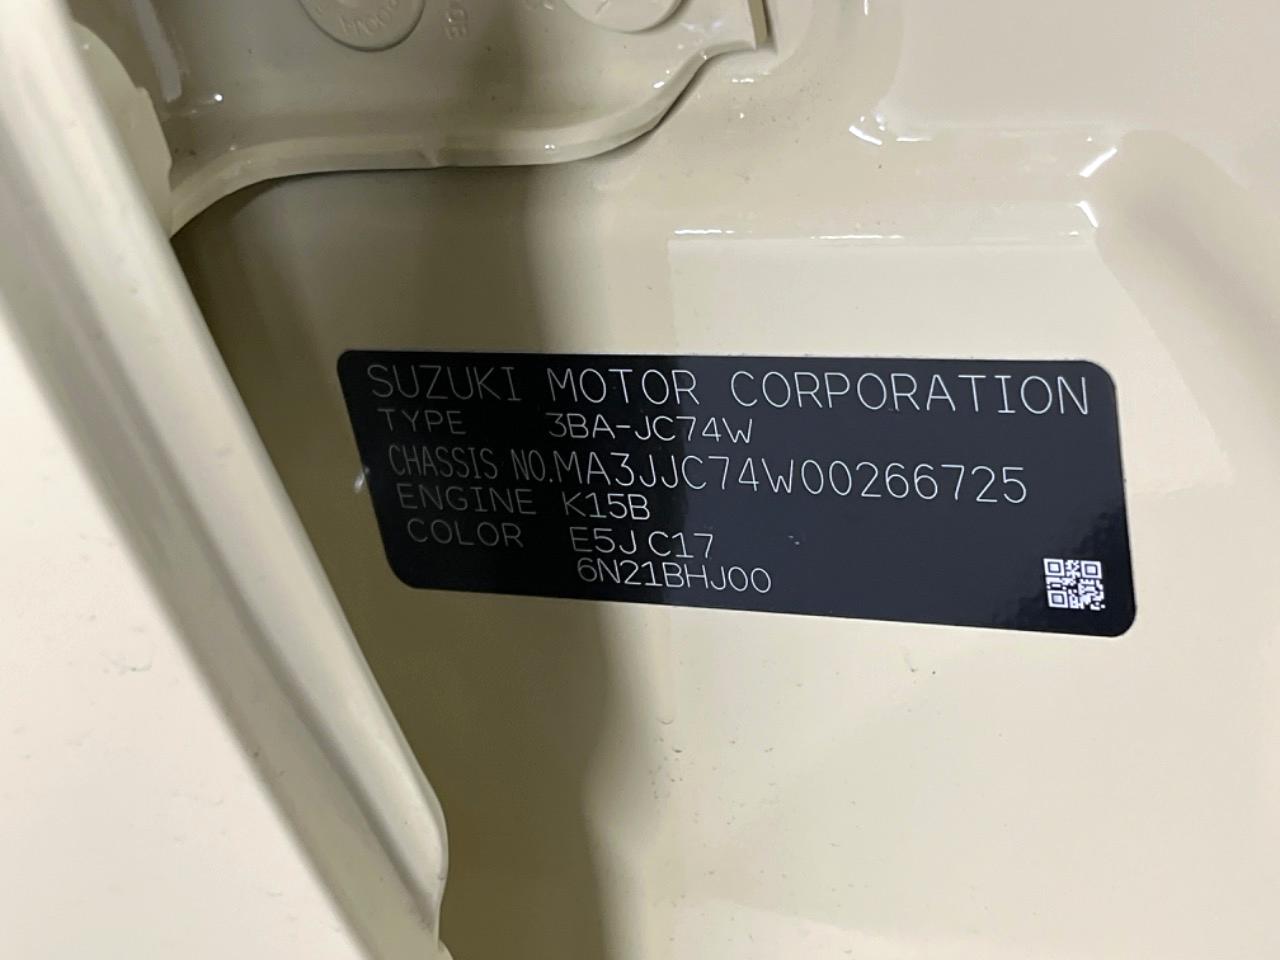 SUZUKI MOTOR CORPORATION
TYPE 3BA-JC74W
CHASSIS NO.MA3JJC74W00266725
ENGINE K15B
COLOR E5J C17
6N21BHJ00